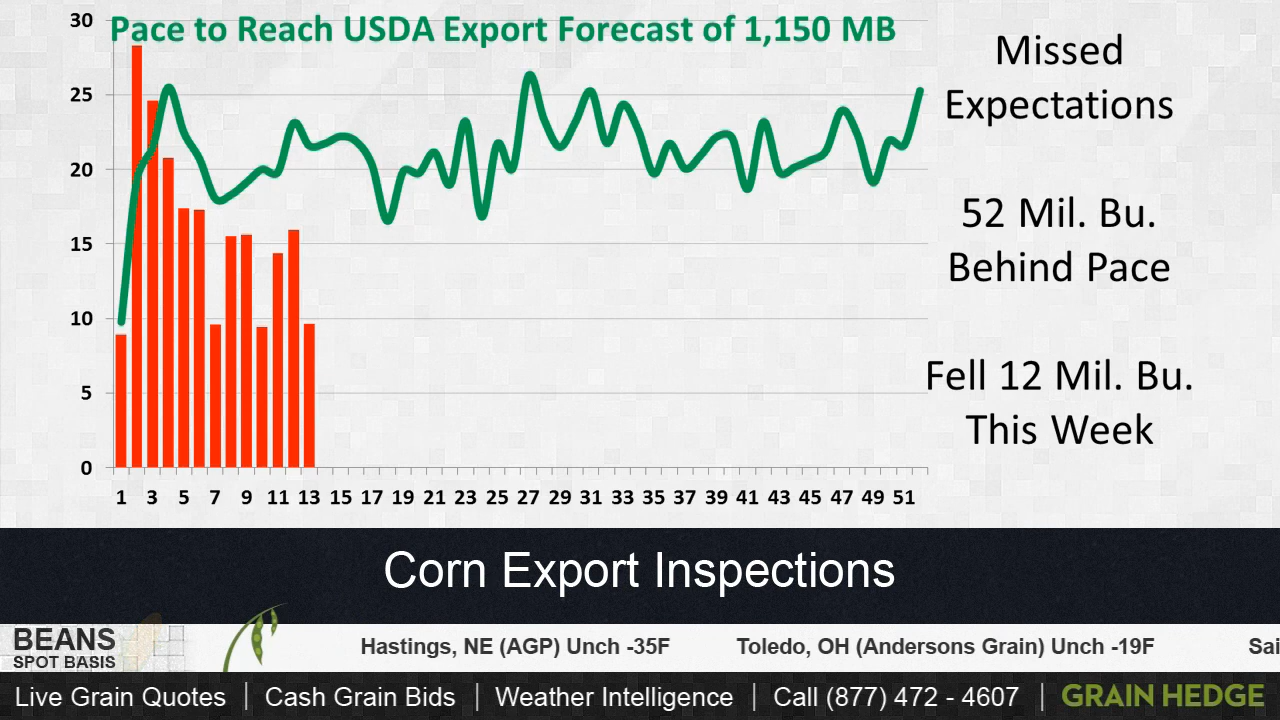 Pace to Reach USDA Export Forecast of 1,150 MB
30
25
20
15
10
5
0
1 3 5 7 9 11 13 15 17 19 21 23 25 27 29 31 33 35 37 39 41 43 45 47 49 51
Missed
Expectations
52 Mil. Bu.
Behind Pace
Fell 12 Mil. Bu.
This Week
Corn Export Inspections
BEANS
SPOT BASIS
Hastings, NE (AGP) Unch -35F Toledo, OH (Andersons Grain) Unch -19F Sai
Live Grain Quotes | Cash Grain Bids | Weather Intelligence | Call (877) 472 - 4607 | GRAIN HEDGE